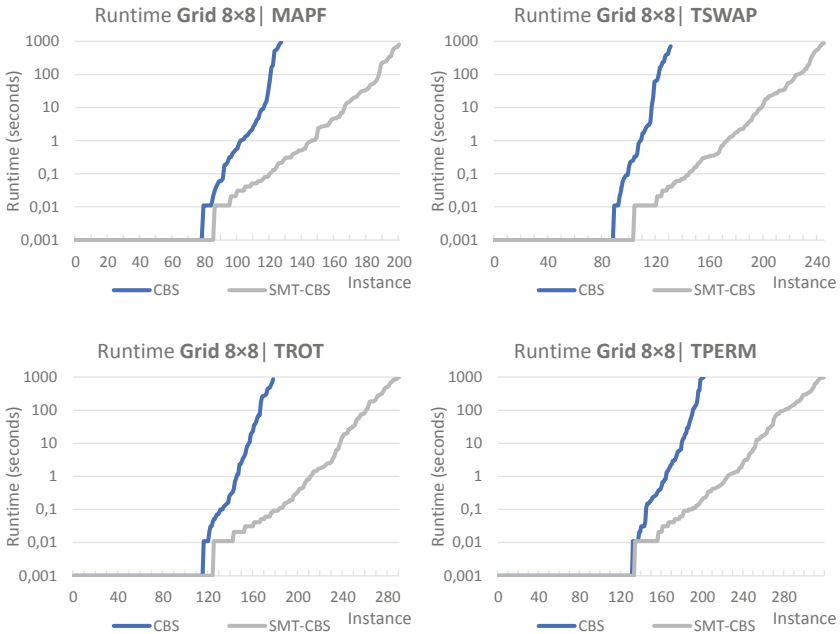 Runtime Grid 8×8| MAPF
Runtime (seconds)
1000
100
10
1
0,1
0,01
0,001
0 20 40 60 80 100 120 140 160 180 200
Instance
CBS SMT-CBS
Runtime Grid 8×8| TSWAP
Runtime (seconds)
1000
100
10
1
0,1
0,01
0,001
0 40 80 120 160 200 240
Instance
CBS SMT-CBS
Runtime Grid 8×8| TROT
Runtime (seconds)
1000
100
10
1
0,1
0,01
0,001
0 40 80 120 160 200 240 280
Instance
CBS SMT-CBS
Runtime Grid 8×8| TPERM
Runtime (seconds)
1000
100
10
1
0,1
0,01
0,001
0 40 80 120 160 200 240 280
Instance
CBS SMT-CBS